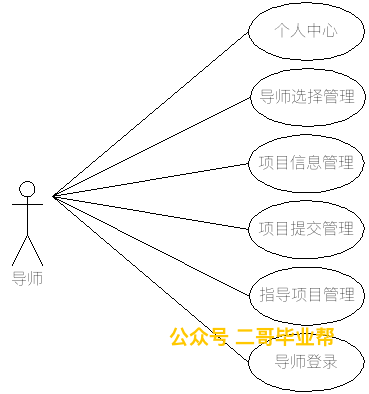 个人中心
导师选择管理
项目信息管理
项目提交管理
导师
指导项目管理
公众号 二哥毕业帮
导师登录